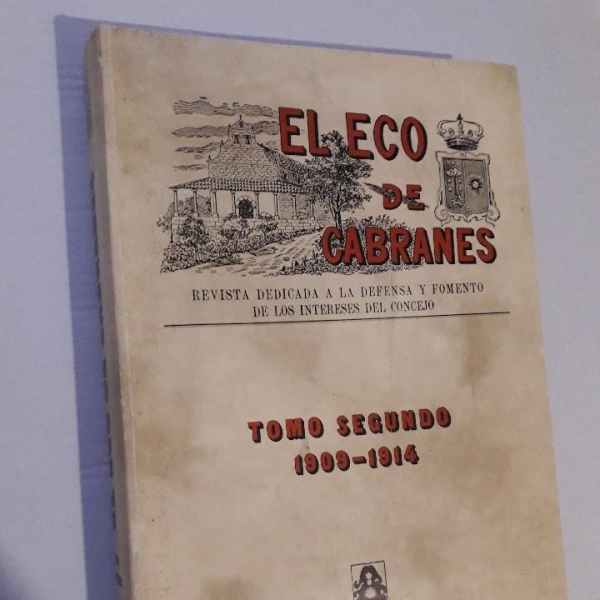 EL ECO
DE
CABRANES
REVISTA DEDICADA A LA DEFENSA Y FOMENTO
DE LOS INTERESES DEL CONCEJO
TOMO SEGUNDO
1909-1914